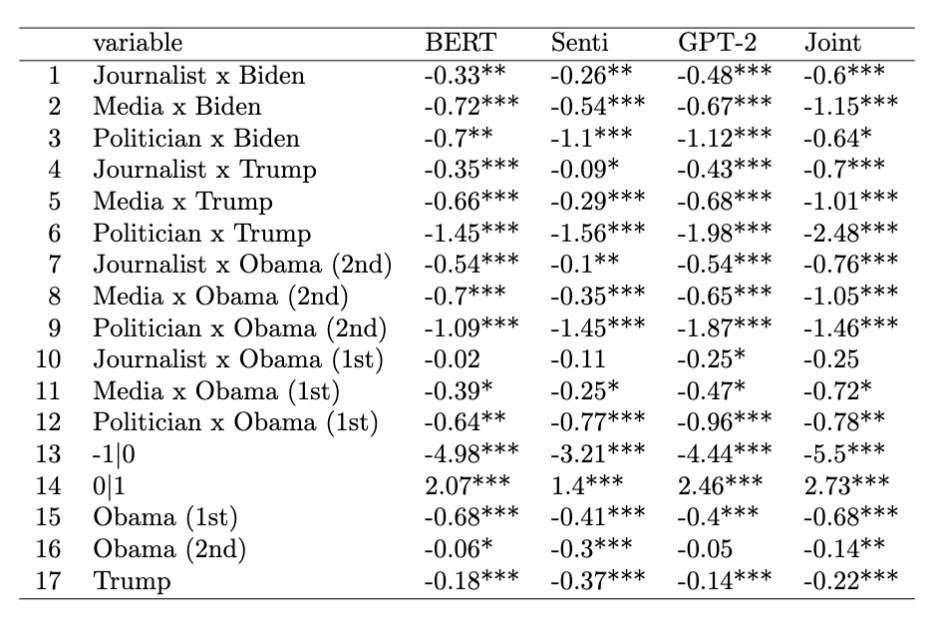 variable BERT Senti GPT-2 Joint
1 Journalist x Biden -0.33** -0.26** -0.48*** -0.6***
2 Media x Biden -0.72*** -0.54*** -0.67*** -1.15***
3 Politician x Biden -0.7** -1.1*** -1.12*** -0.64*
4 Journalist x Trump -0.35*** -0.09* -0.43*** -0.7***
5 Media x Trump -0.66*** -0.29*** -0.68*** -1.01***
6 Politician x Trump -1.45*** -1.56*** -1.98*** -2.48***
7 Journalist x Obama (2nd) -0.54*** -0.1** -0.54*** -0.76***
8 Media x Obama (2nd) -0.7*** -0.35*** -0.65*** -1.05***
9 Politician x Obama (2nd) -1.09*** -1.45*** -1.87*** -1.46***
10 Journalist x Obama (1st) -0.02 -0.11 -0.25* -0.25
11 Media x Obama (1st) -0.39* -0.25* -0.47* -0.72*
12 Politician x Obama (1st) -0.64** -0.77*** -0.96*** -0.78**
13 -1|0 -4.98*** -3.21*** -4.44*** -5.5***
14 0|1 2.07*** 1.4*** 2.46*** 2.73***
15 Obama (1st) -0.68*** -0.41*** -0.4*** -0.68***
16 Obama (2nd) -0.06* -0.3*** -0.05 -0.14**
17 Trump -0.18*** -0.37*** -0.14*** -0.22***